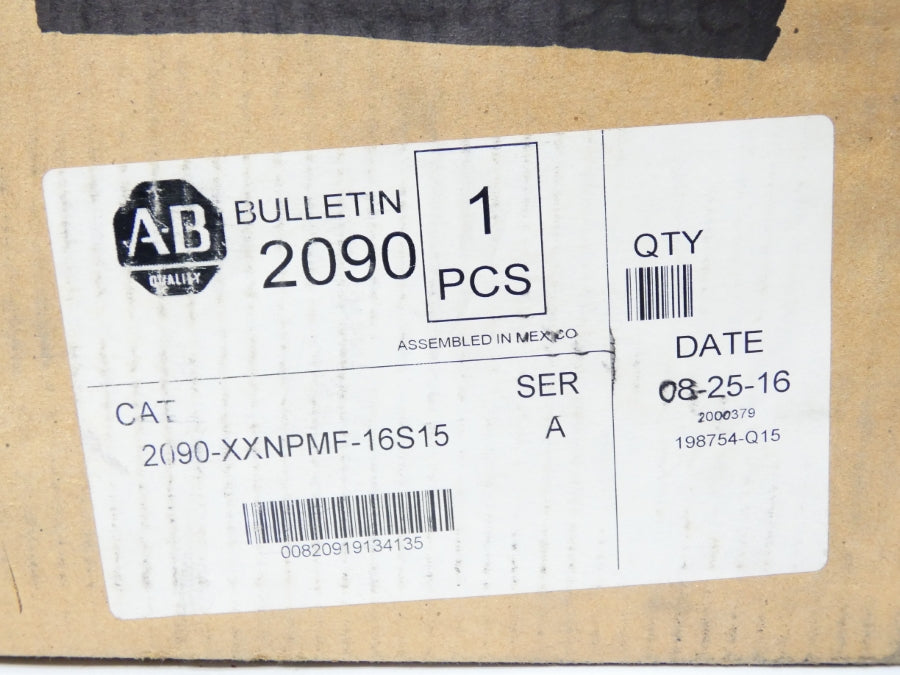 AB
QUALITY
BULLETIN
2090
1
PCS
ASSEMBLED IN MEXICO
QTY
DATE
08-25-16
2000379
198754-Q15
CAT
2090-XXNPMF-16S15
SER
A
00820919134135